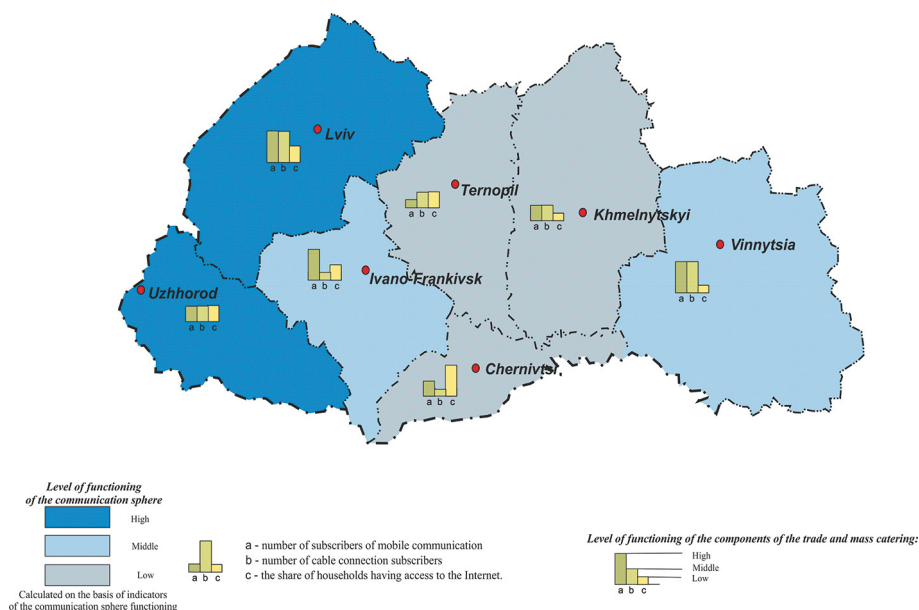 Lviv
a b c
Ternopil
a b c
Khmelnytskyi
a b c
Vinnytsia
a b c
Ivano-Frankivsk
a b c
Uzhhorod
a b c
Chernivtsi
a b c
Level of functioning
of the communication sphere
High
Middle
Low
Calculated on the basis of indicators
of the communication sphere functioning
a b c
a - number of subscribers of mobile communication
b - number of cable connection subscribers
c - the share of households having access to the Internet.
Level of functioning of the components of the trade and mass catering:
High
Middle
Low
a b c